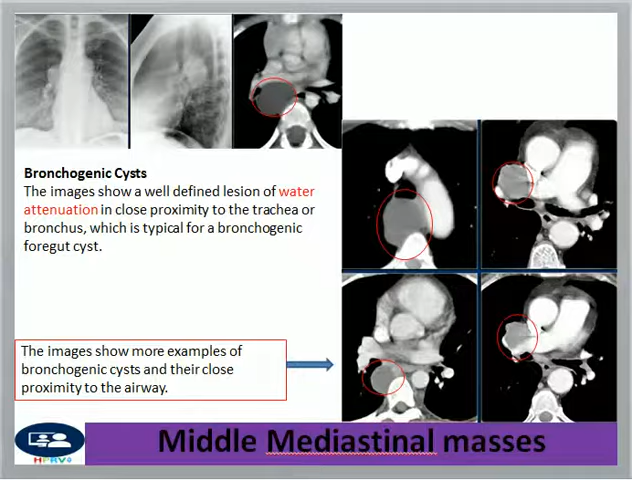 Bronchogenic Cysts
The images show a well defined lesion of water
attenuation in close proximity to the trachea or
bronchus, which is typical for a bronchogenic
foregut cyst.
The images show more examples of
bronchogenic cysts and their close
proximity to the airway.
Middle Mediastinal masses